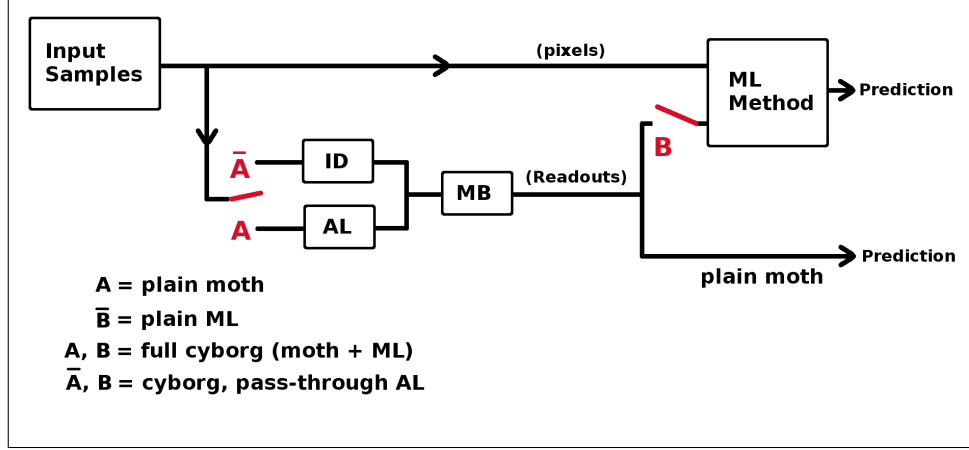 Input
Samples
(pixels)
ML
Method
Prediction
A̅
ID
B
A
AL
MB
(Readouts)
Prediction
plain moth
A = plain moth
B̅ = plain ML
A, B = full cyborg (moth + ML)
A̅, B = cyborg, pass-through AL